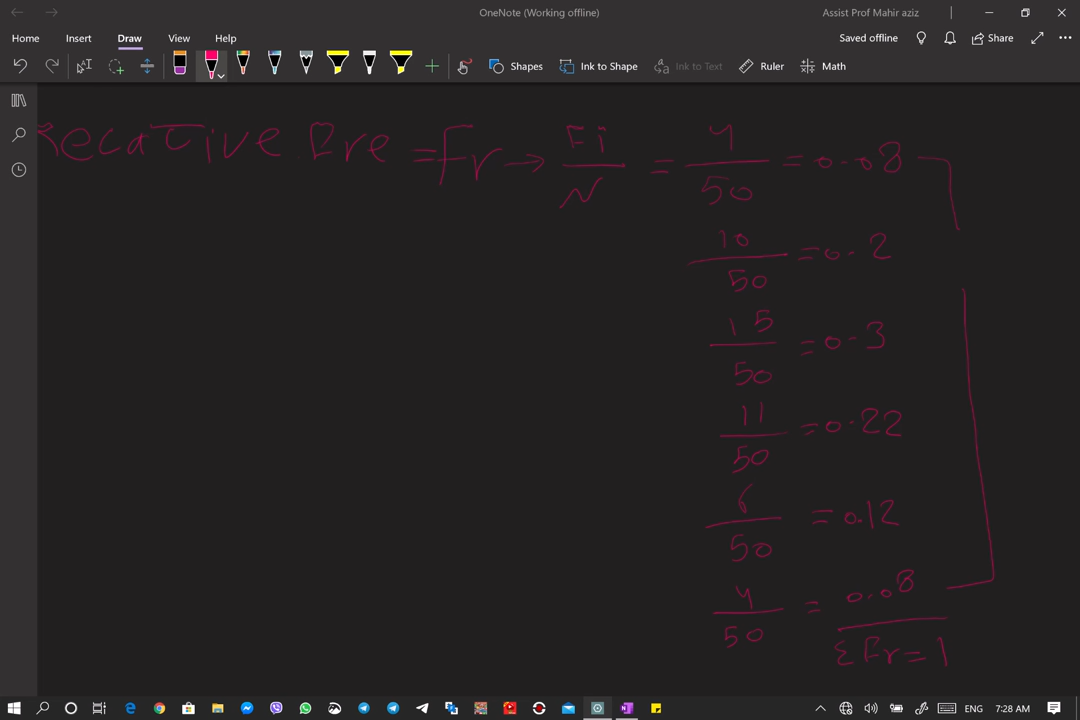 OneNote (Working offline)
Assist Prof Mahir aziz
Home Insert Draw View Help
Saved offline
Share
Shapes
Ink to Shape
Ink to Text
Ruler
Math
Recative Fre = Fr → Fi/N = 4/50 = 0.08
10/50 = 0.2
15/50 = 0.3
11/50 = 0.22
6/50 = 0.12
4/50 = 0.08
ΣFr = 1
ENG
7:28 AM